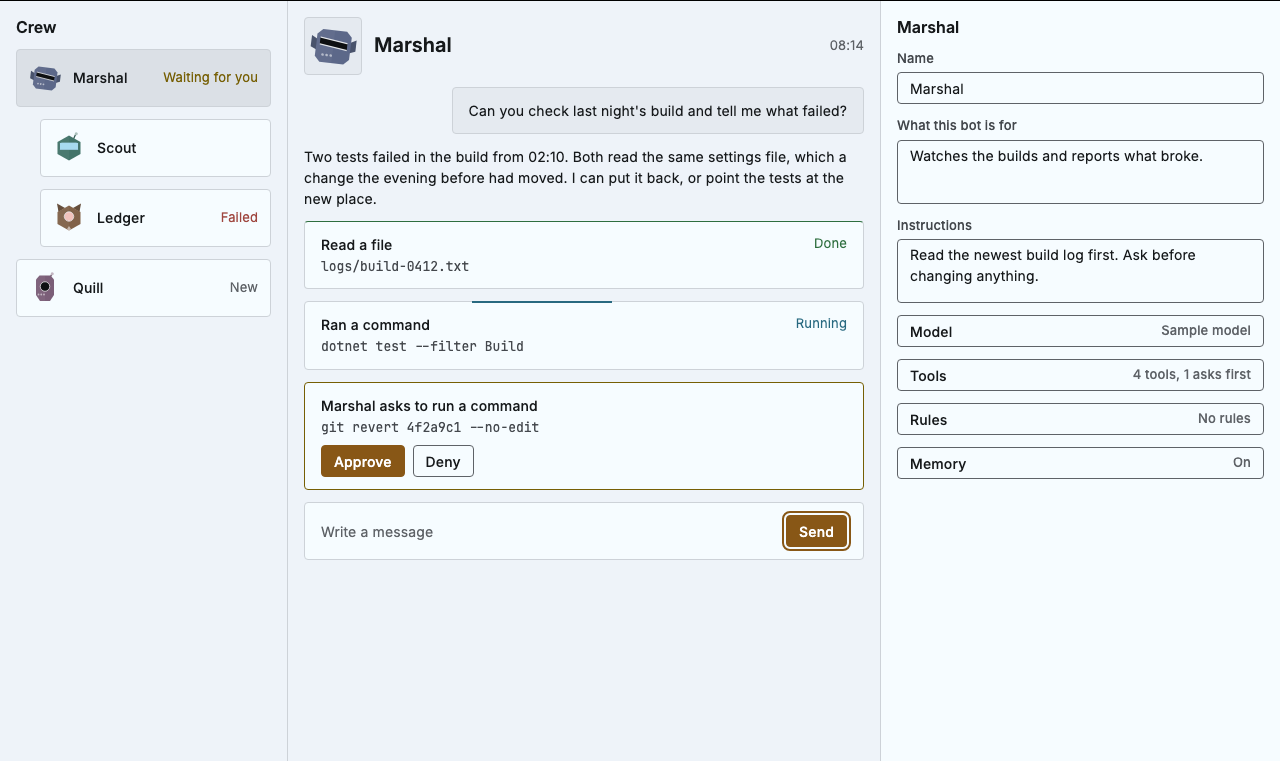 Crew
Marshal
Waiting for you
Scout
Ledger
Failed
Quill
New
Marshal
08:14
Can you check last night's build and tell me what failed?
Two tests failed in the build from 02:10. Both read the same settings file, which a
change the evening before had moved. I can put it back, or point the tests at the
new place.
Read a file
Done
logs/build-0412.txt
Ran a command
Running
dotnet test --filter Build
Marshal asks to run a command
git revert 4f2a9c1 --no-edit
Approve
Deny
Write a message
Send
Marshal
Name
Marshal
What this bot is for
Watches the builds and reports what broke.
Instructions
Read the newest build log first. Ask before
changing anything.
Model
Sample model
Tools
4 tools, 1 asks first
Rules
No rules
Memory
On